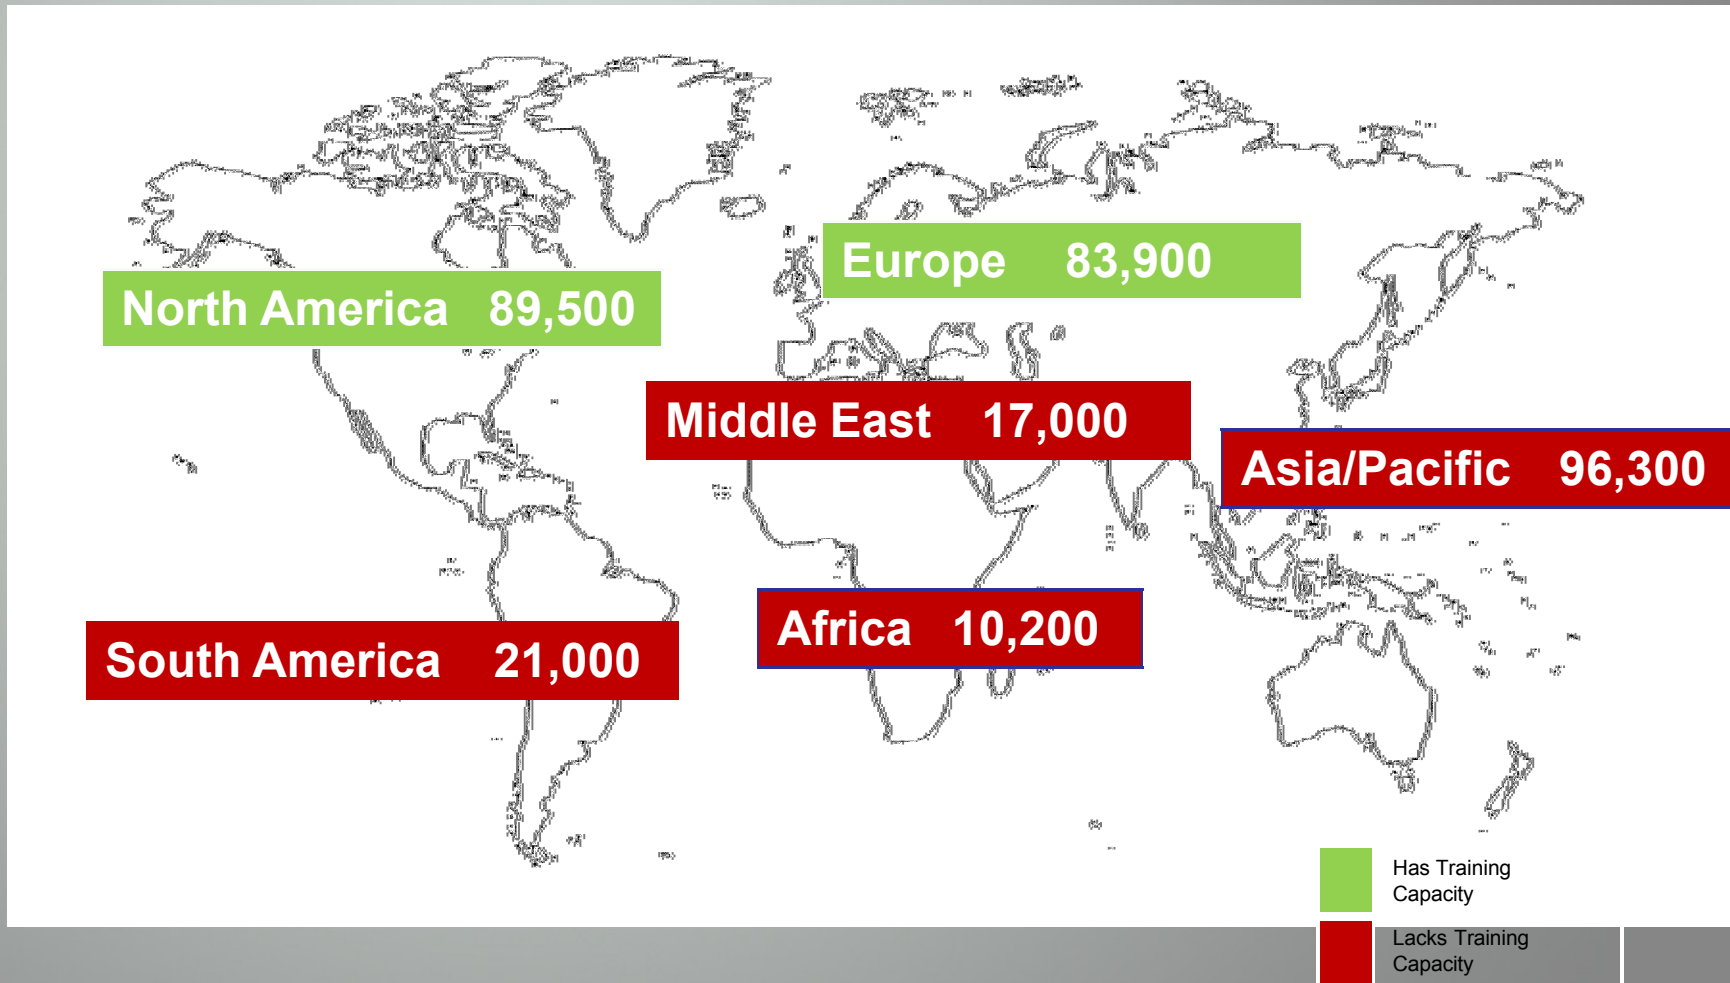 Europe 83,900
North America 89,500
Middle East 17,000
Asia/Pacific 96,300
Africa 10,200
South America 21,000
Has Training
Capacity
Lacks Training
Capacity